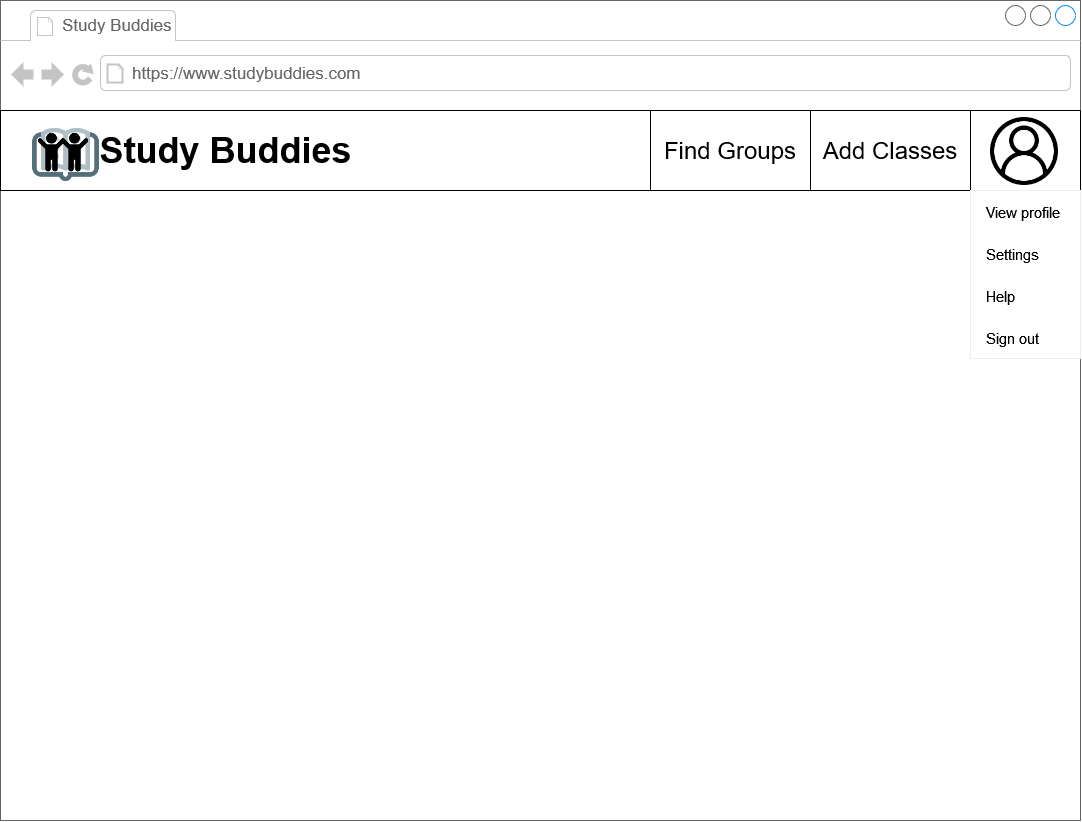 Study Buddies
https://www.studybuddies.com
Study Buddies
Find Groups
Add Classes
View profile
Settings
Help
Sign out